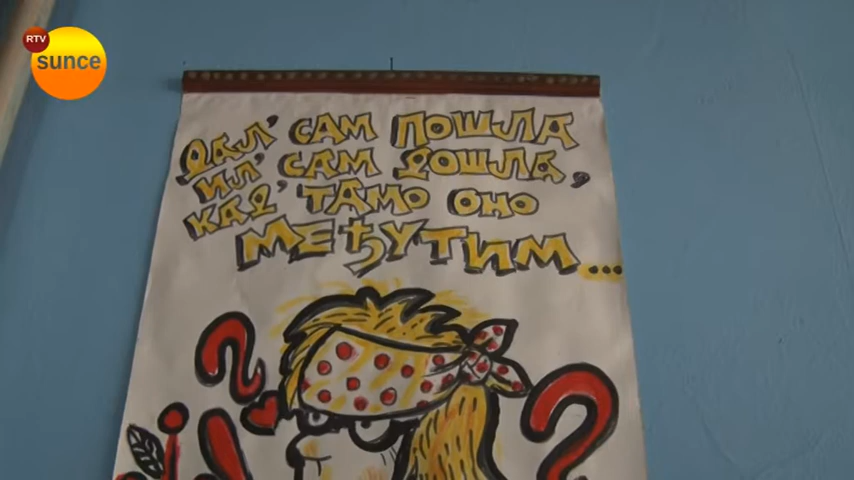 RTV
sunce
ДАЛ' САМ ПОШЛА
ИЛ' САМ ДОШЛА,
КАД' ТАМО ОНО
МЕЂУТИМ....